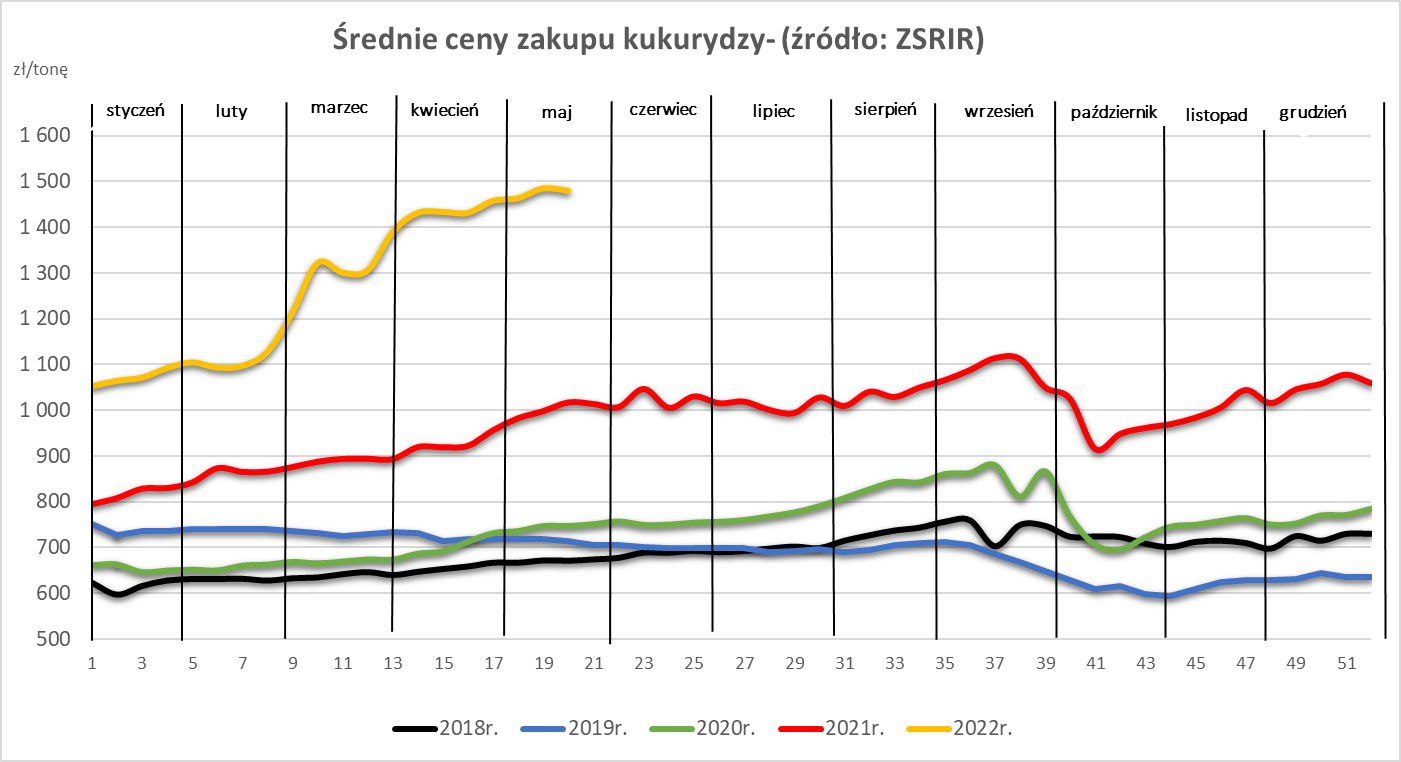 Średnie ceny zakupu kukurydzy- (źródło: ZSRIR)
zł/tonę
styczeń luty marzec kwiecień maj czerwiec lipiec sierpień wrzesień październik listopad grudzień
1 600
1 500
1 400
1 300
1 200
1 100
1 000
900
800
700
600
500
1 3 5 7 9 11 13 15 17 19 21 23 25 27 29 31 33 35 37 39 41 43 45 47 49 51
2018r. 2019r. 2020r. 2021r. 2022r.